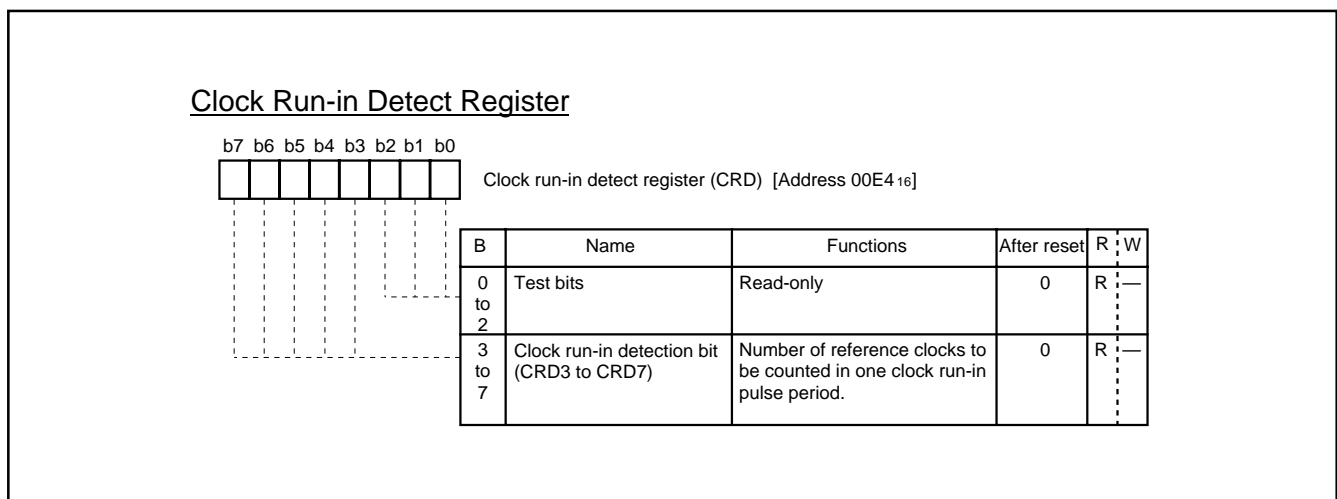 Clock Run-in Detect Register
b7 b6 b5 b4 b3 b2 b1 b0
Clock run-in detect register (CRD) [Address 00E4 16]
B Name Functions After reset R W
0 to 2 Test bits Read-only 0 R —
3 to 7 Clock run-in detection bit (CRD3 to CRD7) Number of reference clocks to be counted in one clock run-in pulse period. 0 R —